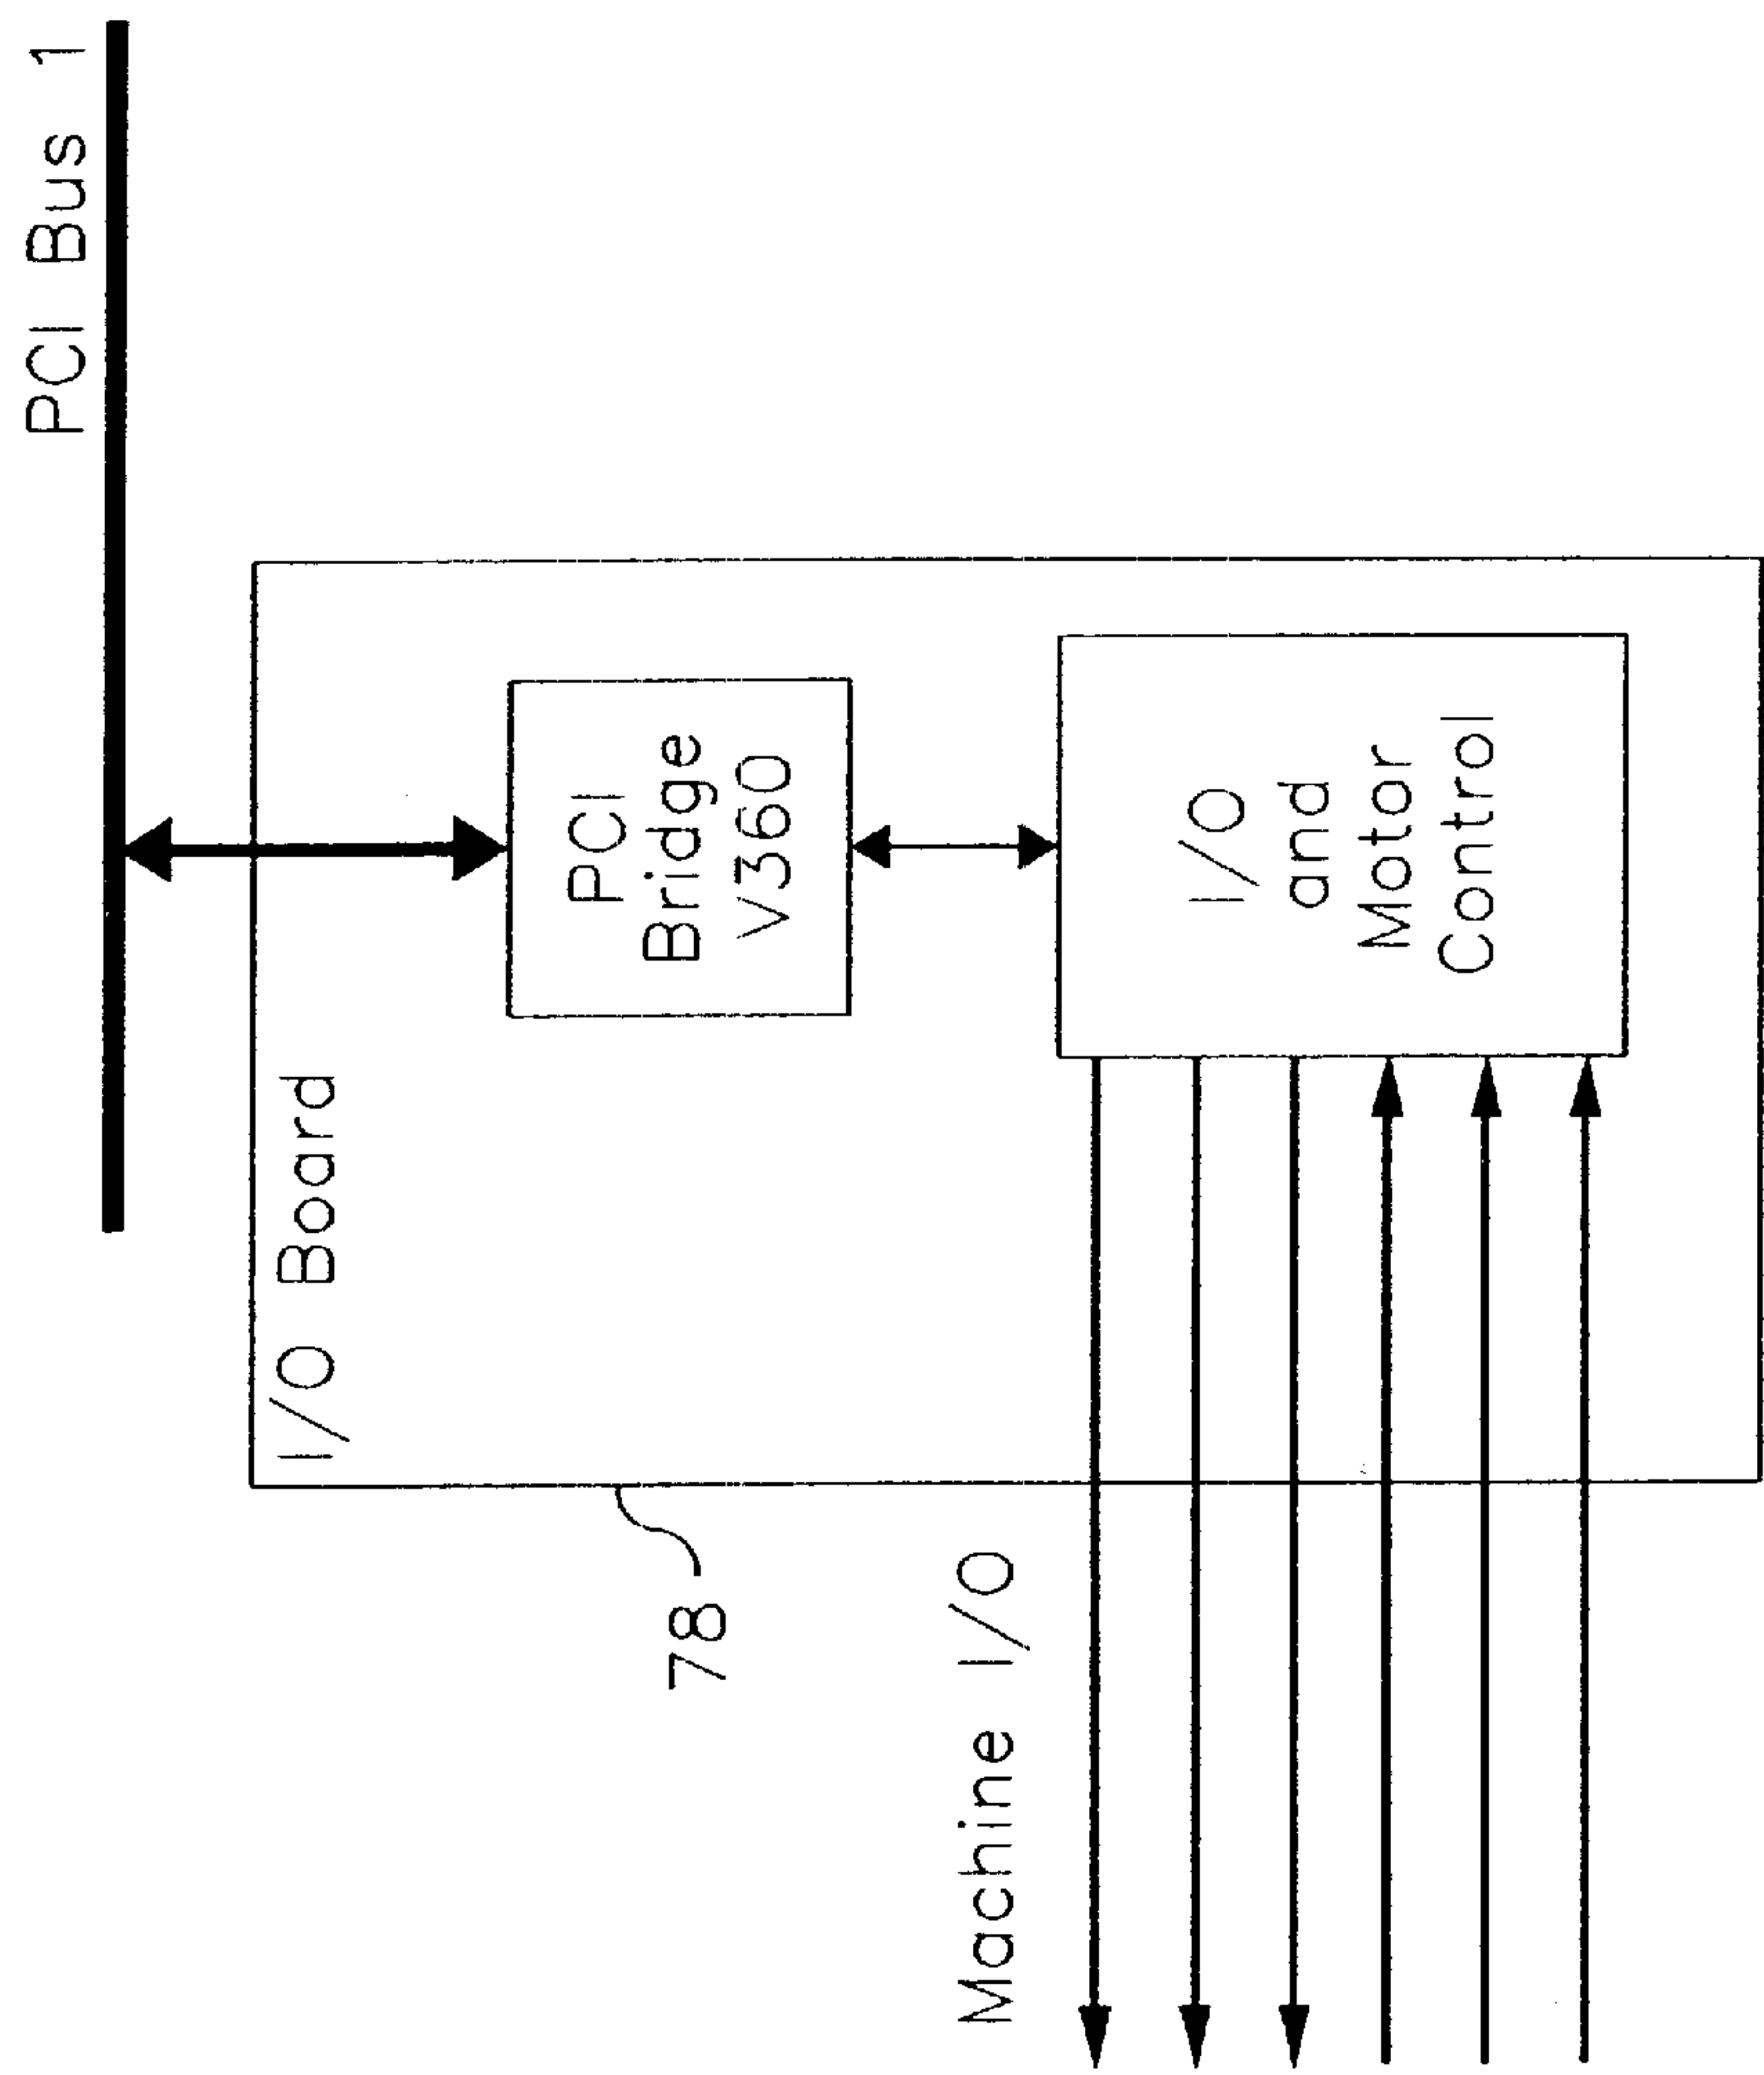 PCI Bus 1
I/O Board
PCI
Bridge
V360
78
Machine I/O
I/O
and
Motor
Control